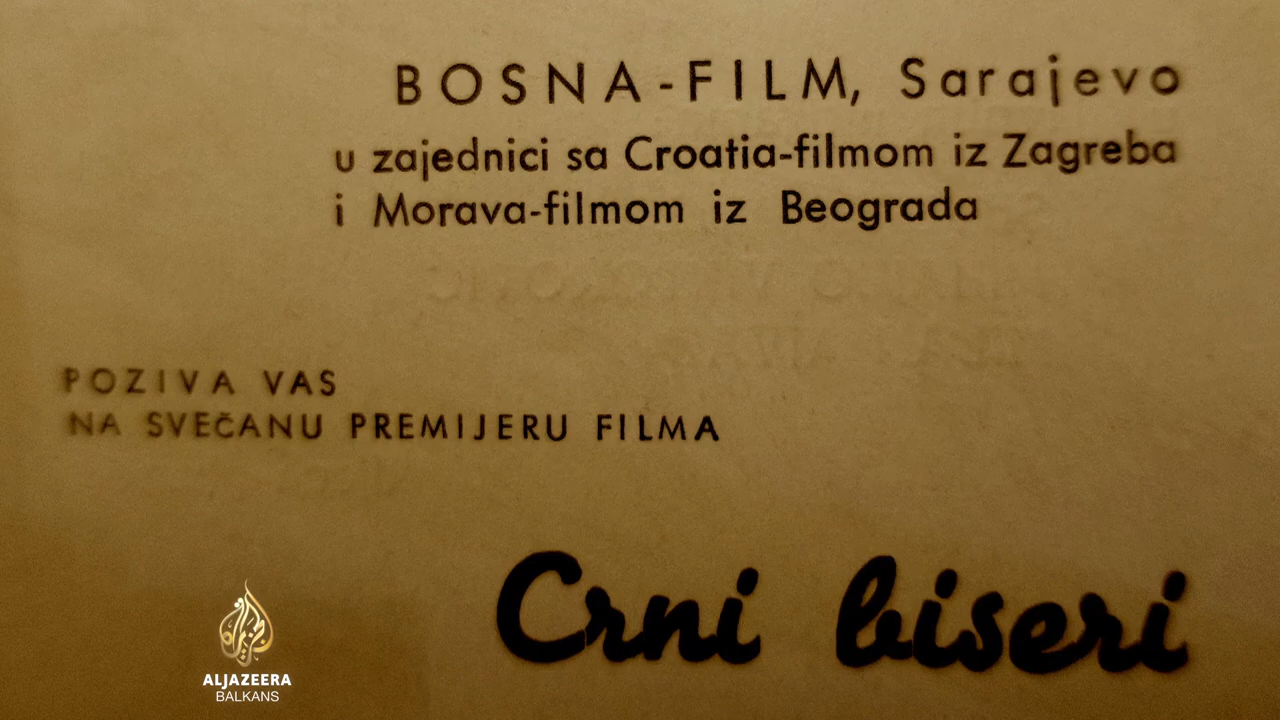 BOSNA-FILM, Sarajevo
u zajednici sa Croatia-filmom iz Zagreba
i Morava-filmom iz Beograda
POZIVA VAS
NA SVEČANU PREMIJERU FILMA
Crni biseri
ALJAZEERA
BALKANS